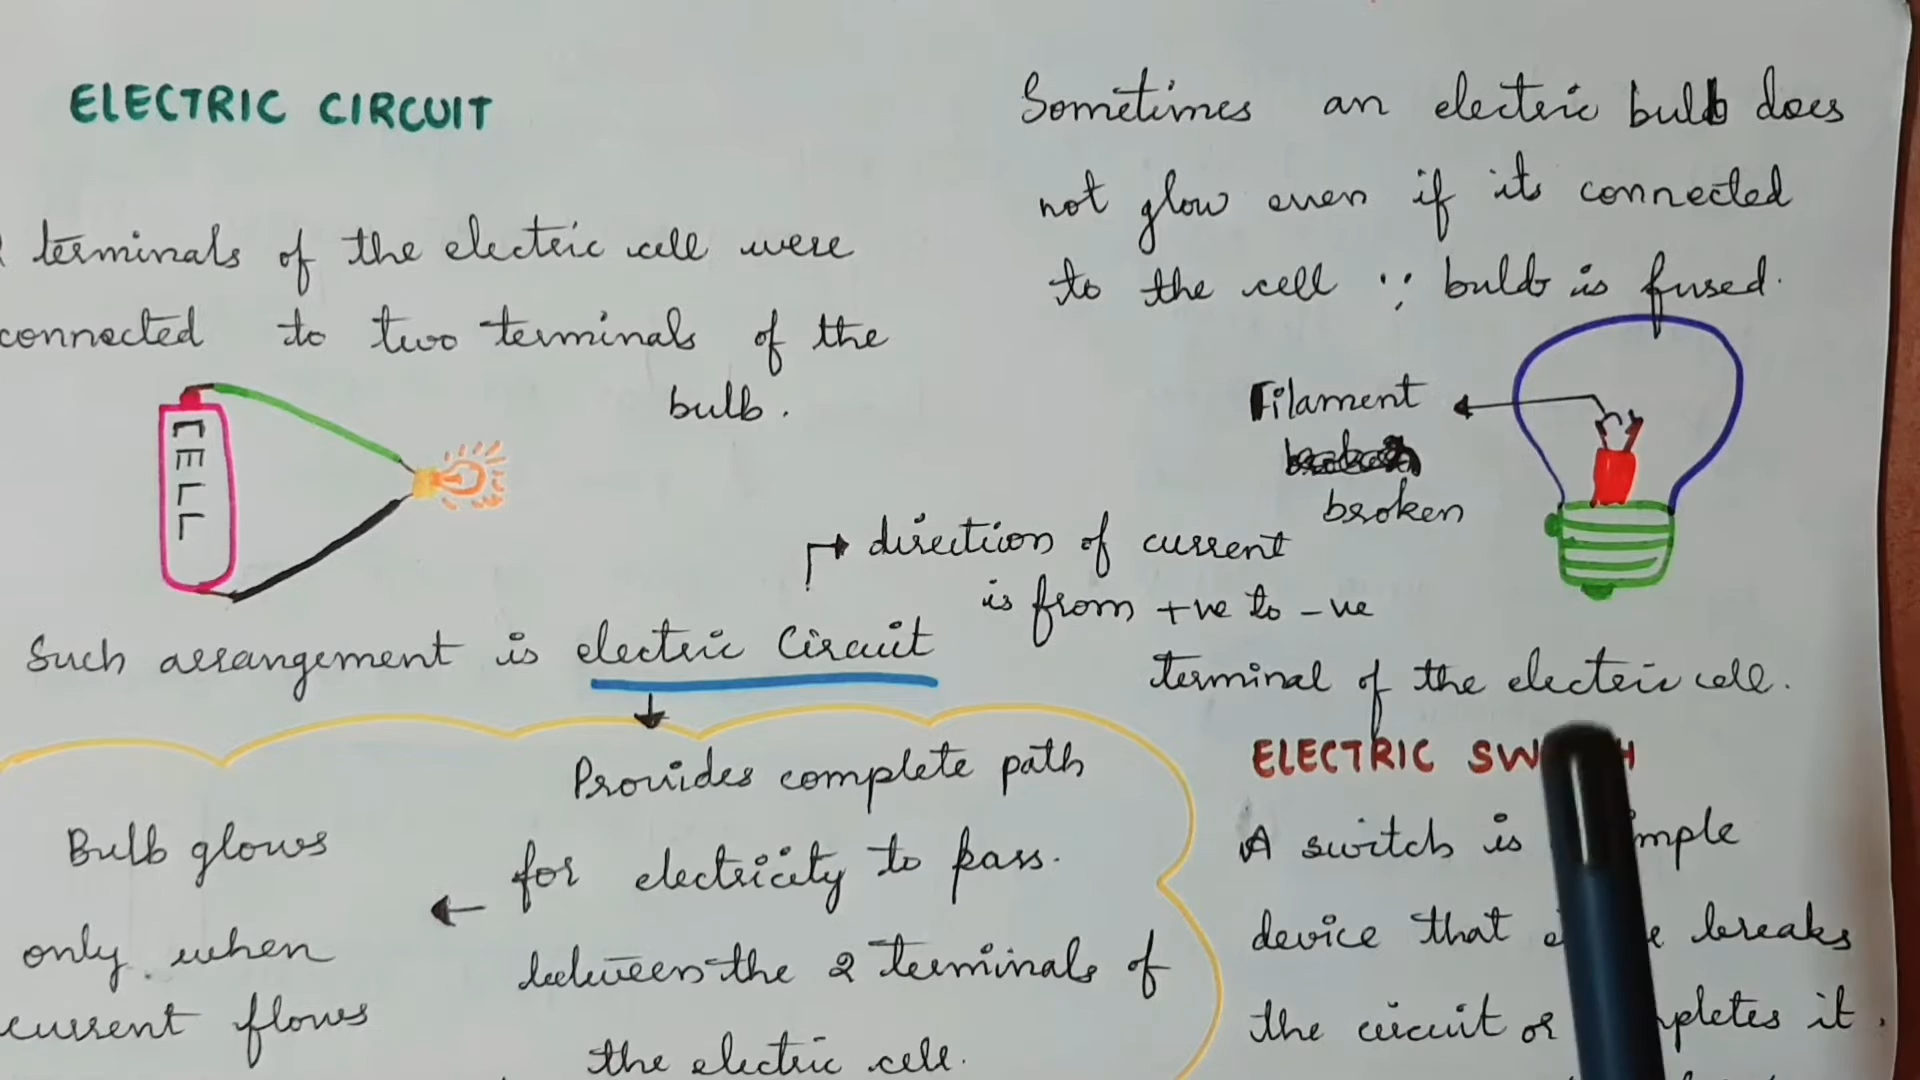 ELECTRIC CIRCUIT
terminals of the electric cell were
connected to two terminals of the
bulb.
CELL
Such arrangement is electric Circuit
direction of current
is from +ve to -ve
terminal of the electric cell.
Provides complete path
for electricity to pass.
between the 2 terminals of
the electric cell.
Bulb glows
only when
current flows
Sometimes an electric bulb does
not glow even if its connected
to the cell ∵ bulb is fused.
Filament
broken
ELECTRIC
A switch is
device that breaks
the circuit or it.